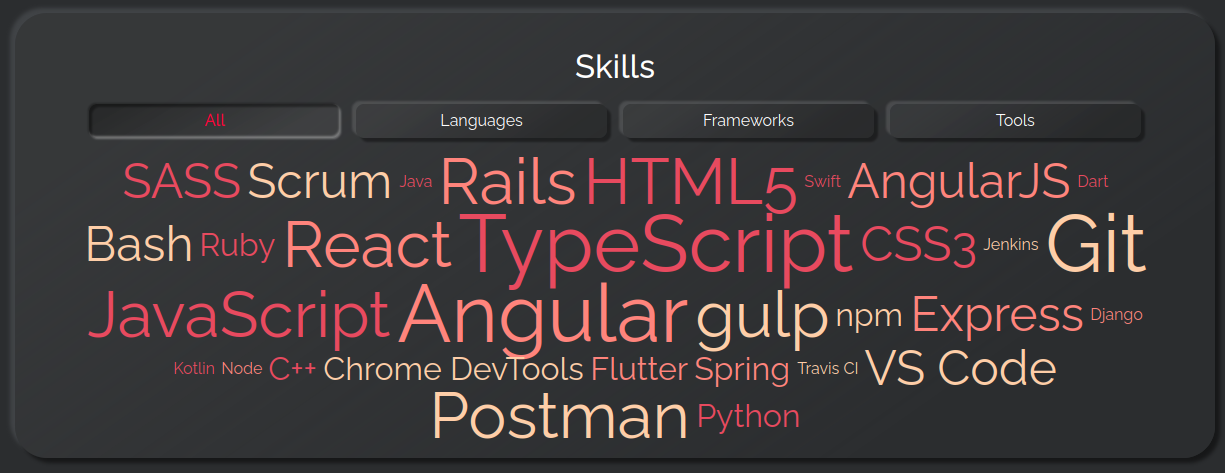 Skills
All Languages Frameworks Tools
SASS Scrum Java Rails HTML5 Swift AngularJS Dart
Bash Ruby React TypeScript CSS3 Jenkins Git
JavaScript Angular gulp npm Express Django
Kotlin Node C++ Chrome DevTools Flutter Spring Travis CI VS Code
Postman Python